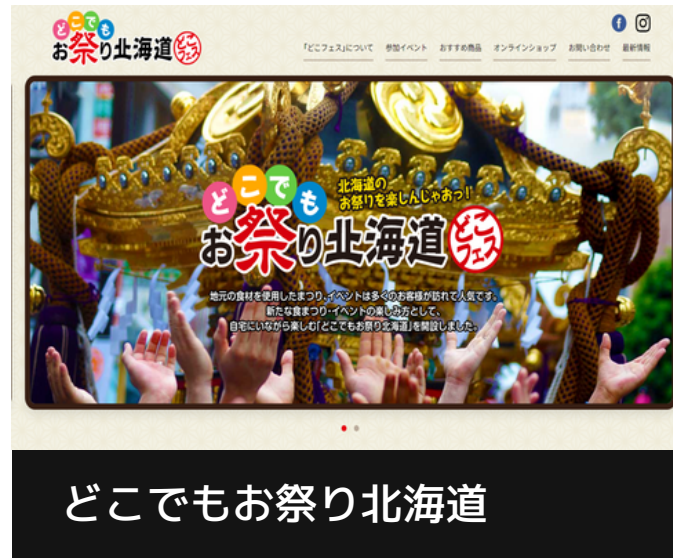 どこでも
お祭り北海道
どこフェス
「どこフェス」について 参加イベント おすすめ商品 オンラインショップ お問い合わせ 最新情報
どこでも
北海道の
お祭りを楽しんじゃおっ!
お祭り北海道
どこフェス
地元の食材を使用したまつり・イベントは多くのお客様が訪れて人気です。
新たな食まつり・イベントの楽しみ方として、
自宅にいながら楽しむ「どこでもお祭り北海道」を開設しました。
どこでもお祭り北海道